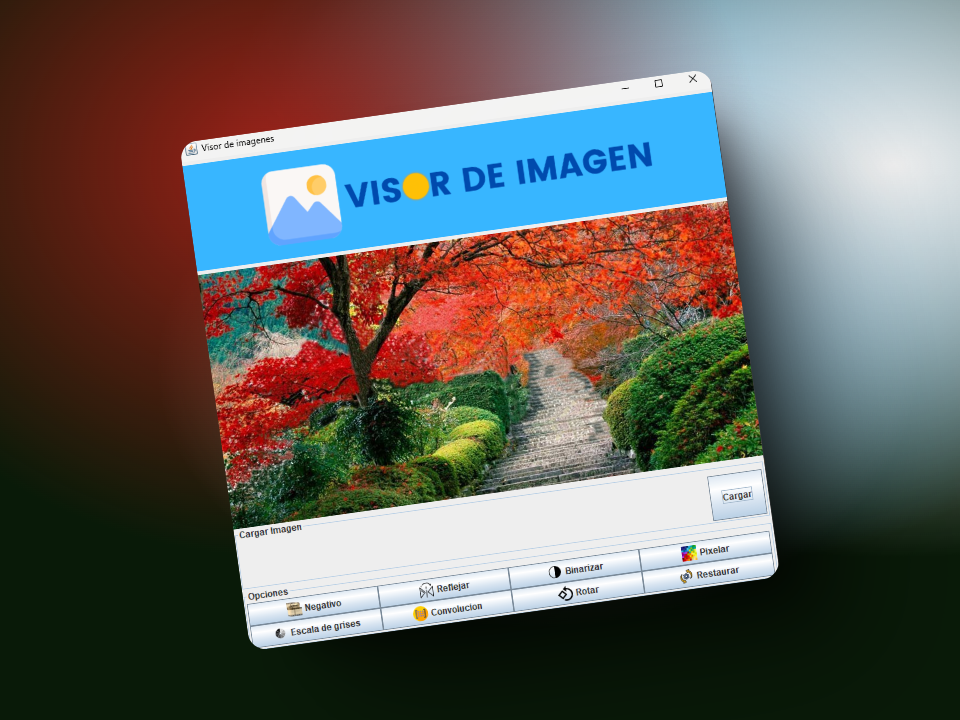 Visor de imagenes
VISOR DE IMAGEN
Cargar Imagen
Cargar
Opciones
Negativo
Reflejar
Binarizar
Pixelar
Escala de grises
Convolucion
Rotar
Restaurar